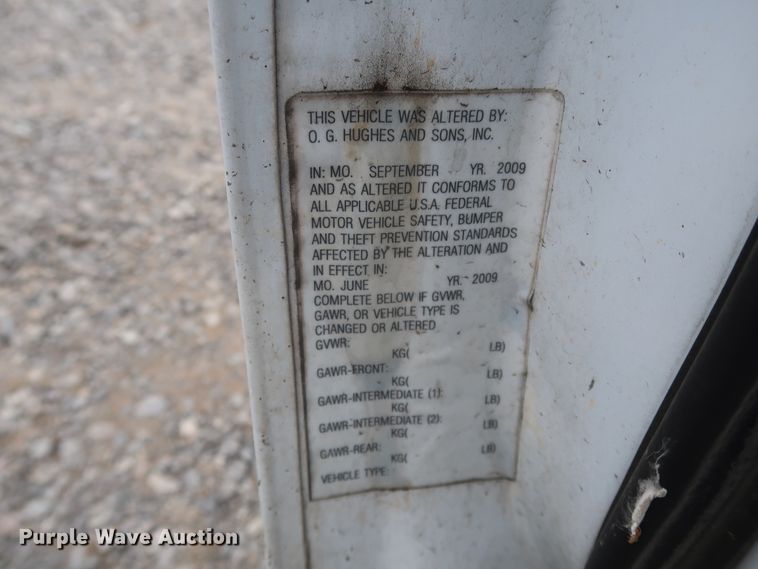 THIS VEHICLE WAS ALTERED BY:
O. G. HUGHES AND SONS, INC.
IN: MO. SEPTEMBER YR. 2009
AND AS ALTERED IT CONFORMS TO
ALL APPLICABLE U.S.A. FEDERAL
MOTOR VEHICLE SAFETY, BUMPER
AND THEFT PREVENTION STANDARDS
AFFECTED BY THE ALTERATION AND
IN EFFECT IN:
MO. JUNE YR. 2009
COMPLETE BELOW IF GVWR,
GAWR, OR VEHICLE TYPE IS
CHANGED OR ALTERED
GVWR:
KG( LB)
GAWR-FRONT:
KG( LB)
GAWR-INTERMEDIATE (1):
KG( LB)
GAWR-INTERMEDIATE (2):
KG( LB)
GAWR-REAR:
KG( LB)
VEHICLE TYPE:
Purple Wave Auction